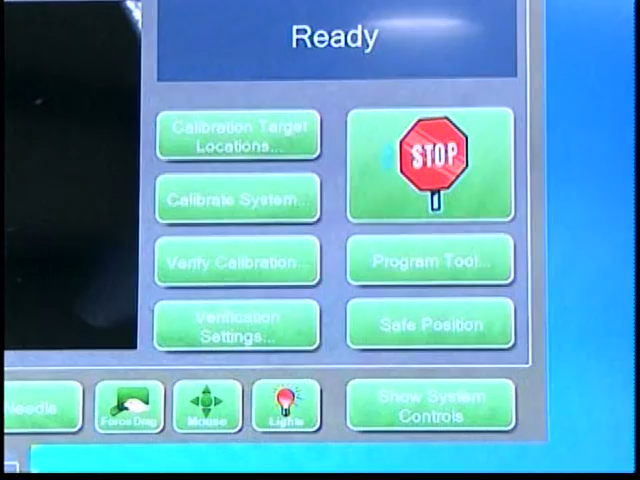 Ready
Calibration Target
Locations...
STOP
Calibrate System...
Verify Calibration...
Program Tool...
Verification
Settings...
Safe Position
Needle
Force Drag
Mouse
Lights
Show System
Controls